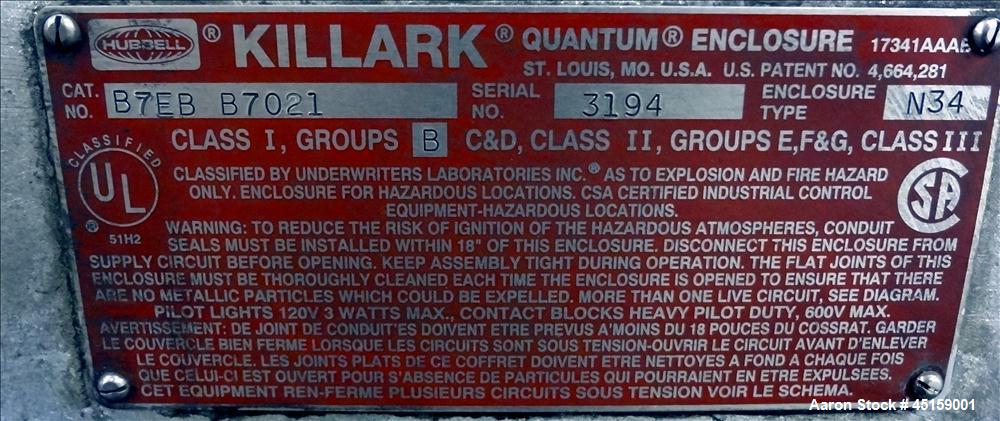 HUBBELL ® KILLARK ® QUANTUM ® ENCLOSURE
ST. LOUIS, MO. U.S.A. U.S. PATENT NO. 4,664,281
CAT. NO. B7EB B7021 SERIAL NO. 3194 ENCLOSURE TYPE N34
CLASS I, GROUPS B C&D, CLASS II, GROUPS E,F&G, CLASS III
CLASSIFIED UL ® 51H2
CLASSIFIED BY UNDERWRITERS LABORATORIES INC. ® AS TO EXPLOSION AND FIRE HAZARD
ONLY. ENCLOSURE FOR HAZARDOUS LOCATIONS. CSA CERTIFIED INDUSTRIAL CONTROL
EQUIPMENT-HAZARDOUS LOCATIONS.
SA
WARNING: TO REDUCE THE RISK OF IGNITION OF THE HAZARDOUS ATMOSPHERES, CONDUIT
SEALS MUST BE INSTALLED WITHIN 18" OF THIS ENCLOSURE. DISCONNECT THIS ENCLOSURE FROM
SUPPLY CIRCUIT BEFORE OPENING. KEEP ASSEMBLY TIGHT DURING OPERATION. THE FLAT JOINTS OF THIS
ENCLOSURE MUST BE THOROUGHLY CLEANED EACH TIME THE ENCLOSURE IS OPENED TO ENSURE THAT THERE
ARE NO METALLIC PARTICLES WHICH COULD BE EXPELLED. MORE THAN ONE LIVE CIRCUIT, SEE DIAGRAM.
PILOT LIGHTS 120V 3 WATTS MAX., CONTACT BLOCKS HEAVY PILOT DUTY, 600V MAX.
AVERTISSEMENT: DE JOINT DE CONDUIT'ES DOIVENT ETRE PREVUS A'MOINS DU 18 POUCES DU COSSRAT. GARDER
LE COUVERCLE BIEN FERME LORSQUE LES CIRCUITS SONT SOUS TENSION-OUVRIR LE CIRCUIT AVANT D'ENLEVER
LE COUVERCLE. LES JOINTS PLATS DE CE COFFRET DOIVENT ETRE NETTOYES A FOND A CHAQUE FOIS
QUE CELUI-CI EST OUVERT POUR S'ABSENCE DE PARTICULES QUI POURRAIENT EN ETRE EXPULSEES.
CET EQUIPMENT REN-FERME PLUSIEURS CIRCUITS SOUS TENSION VOIR LE SCHEMA.
Aaron Stock # 45159001